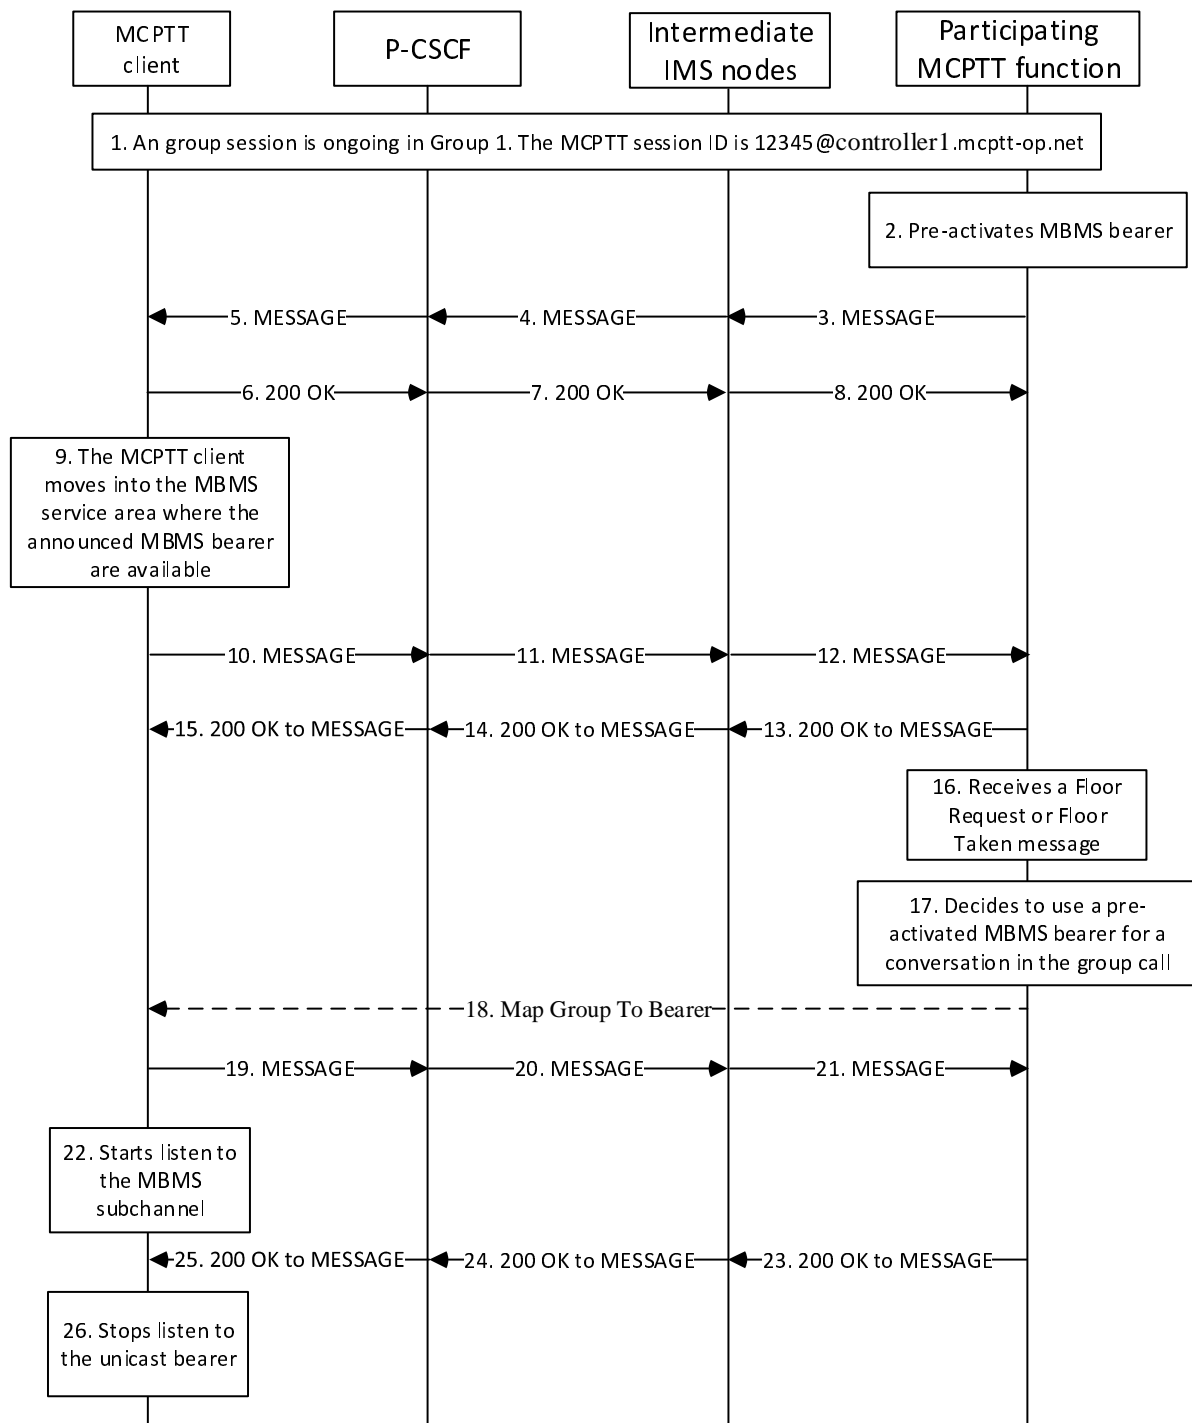 MCPTT
client
P-CSCF
Intermediate
IMS nodes
Participating
MCPTT function
1. An group session is ongoing in Group 1. The MCPTT session ID is 12345@controller1.mcptt-op.net
2. Pre-activates MBMS bearer
5. MESSAGE
4. MESSAGE
3. MESSAGE
6. 200 OK
7. 200 OK
8. 200 OK
9. The MCPTT client
moves into the MBMS
service area where the
announced MBMS bearer
are available
10. MESSAGE
11. MESSAGE
12. MESSAGE
15. 200 OK to MESSAGE
14. 200 OK to MESSAGE
13. 200 OK to MESSAGE
16. Receives a Floor
Request or Floor
Taken message
17. Decides to use a pre-
activated MBMS bearer for a
conversation in the group call
18. Map Group To Bearer
19. MESSAGE
20. MESSAGE
21. MESSAGE
22. Starts listen to
the MBMS
subchannel
25. 200 OK to MESSAGE
24. 200 OK to MESSAGE
23. 200 OK to MESSAGE
26. Stops listen to
the unicast bearer